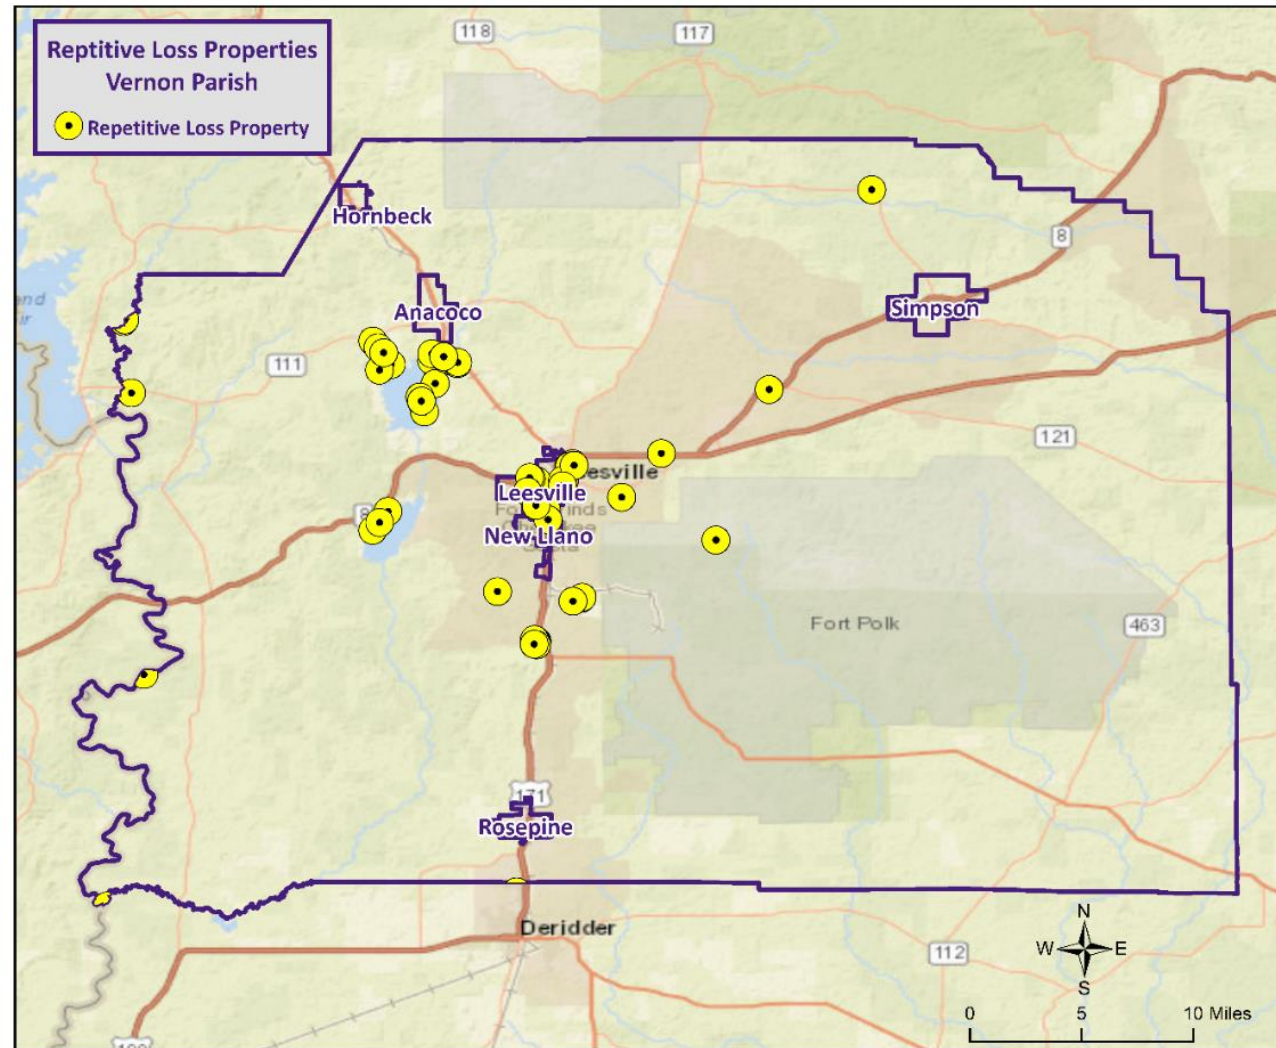 Reptitive Loss Properties
Vernon Parish
Repetitive Loss Property
118
117
Hornbeck
8
Anacoco
Simpson
111
121
Leesville
New Llano
Fort Polk
463
171
Rosepine
Deridder
112
N
W E
S
0 5 10 Miles